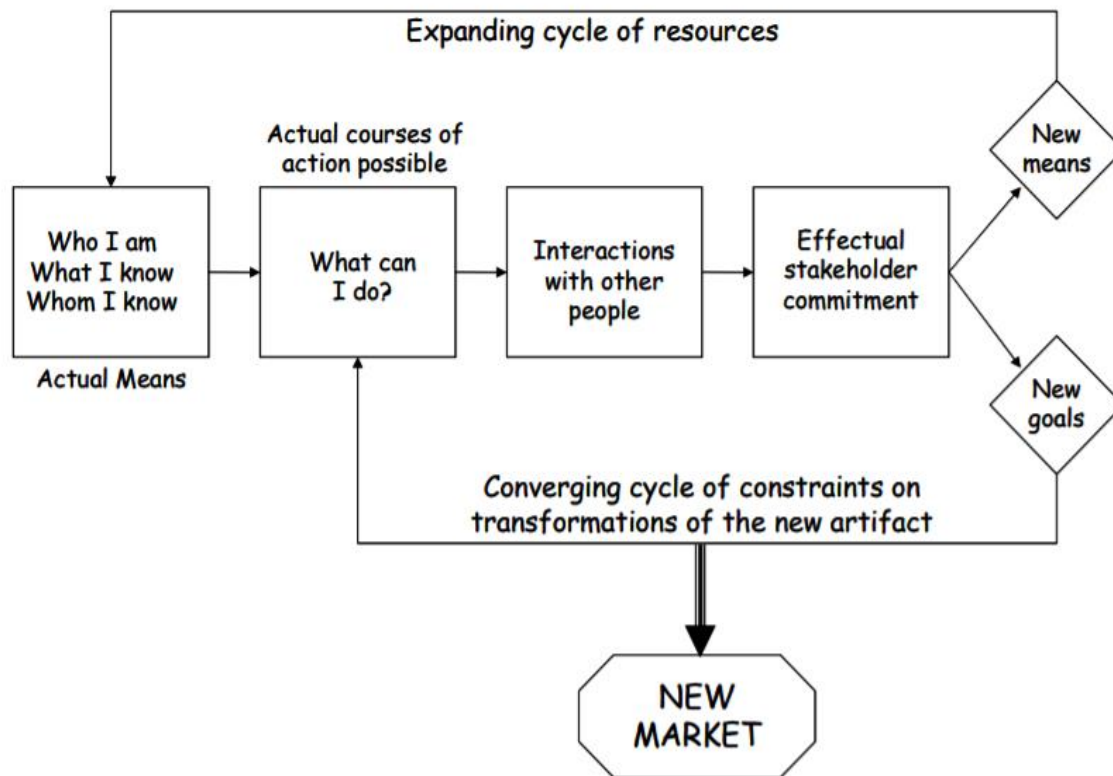 Expanding cycle of resources
Actual courses of
action possible
New
means
Who I am
What I know
Whom I know
What can
I do?
Interactions
with other
people
Effectual
stakeholder
commitment
Actual Means
New
goals
Converging cycle of constraints on
transformations of the new artifact
NEW
MARKET